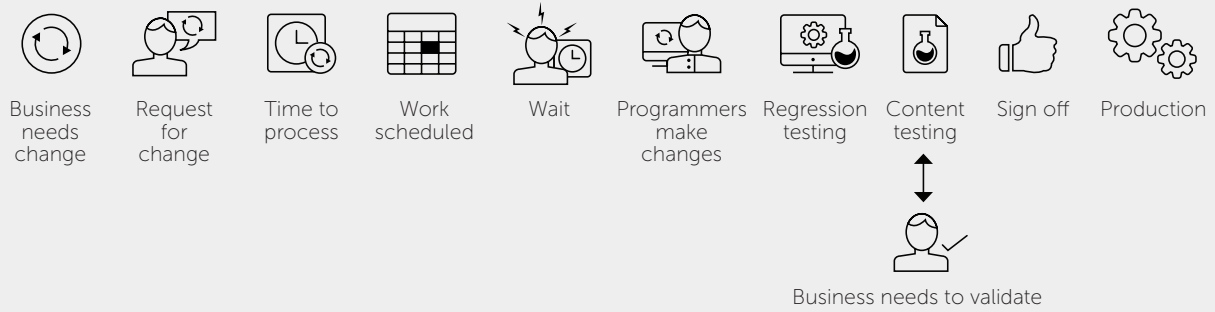 Business
needs
change
Request
for
change
Time to
process
Work
scheduled
Wait
Programmers
make
changes
Regression
testing
Content
testing
Sign off
Production
Business needs to validate